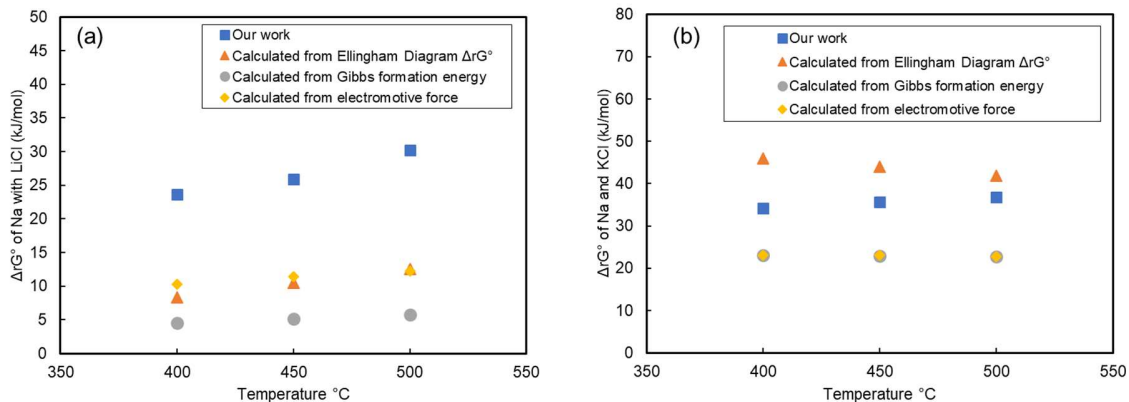 (a)
Our work
Calculated from Ellingham Diagram ΔrG°
Calculated from Gibbs formation energy
Calculated from electromotive force
ΔrG° of Na with LiCl (kJ/mol)
50
45
40
35
30
25
20
15
10
5
0
350
400
450
500
550
Temperature °C
(b)
Our work
Calculated from Ellingham Diagram ΔrG°
Calculated from Gibbs formation energy
Calculated from electromotive force
ΔrG° of Na and KCl (kJ/mol)
80
70
60
50
40
30
20
10
0
350
400
450
500
550
Temperature °C